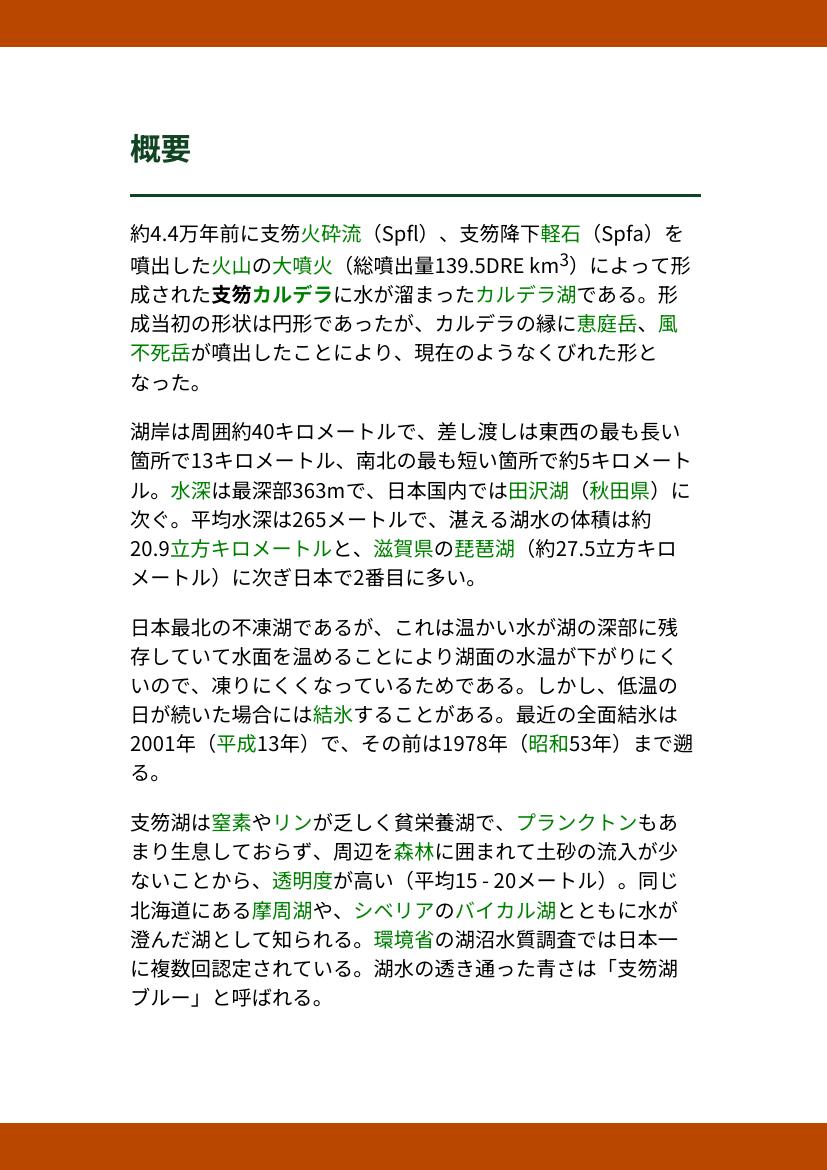 概要
約4.4万年前に支笏火砕流（Spfl）、支笏降下軽石（Spfa）を
噴出した火山の大噴火（総噴出量139.5DRE km³）によって形
成された支笏カルデラに水が溜まったカルデラ湖である。形
成当初の形状は円形であったが、カルデラの縁に恵庭岳、風
不死岳が噴出したことにより、現在のようなくびれた形と
なった。
湖岸は周囲約40キロメートルで、差し渡しは東西の最も長い
箇所で13キロメートル、南北の最も短い箇所で約5キロメート
ル。水深は最深部363mで、日本国内では田沢湖（秋田県）に
次ぐ。平均水深は265メートルで、湛える湖水の体積は約
20.9立方キロメートルと、滋賀県の琵琶湖（約27.5立方キロ
メートル）に次ぎ日本で2番目に多い。
日本最北の不凍湖であるが、これは温かい水が湖の深部に残
存していて水面を温めることにより湖面の水温が下がりにく
いので、凍りにくくなっているためである。しかし、低温の
日が続いた場合には結氷することがある。最近の全面結氷は
2001年（平成13年）で、その前は1978年（昭和53年）まで遡
る。
支笏湖は窒素やリンが乏しく貧栄養湖で、プランクトンもあ
まり生息しておらず、周辺を森林に囲まれて土砂の流入が少
ないことから、透明度が高い（平均15 - 20メートル）。同じ
北海道にある摩周湖や、シベリアのバイカル湖とともに水が
澄んだ湖として知られる。環境省の湖沼水質調査では日本一
に複数回認定されている。湖水の透き通った青さは「支笏湖
ブルー」と呼ばれる。